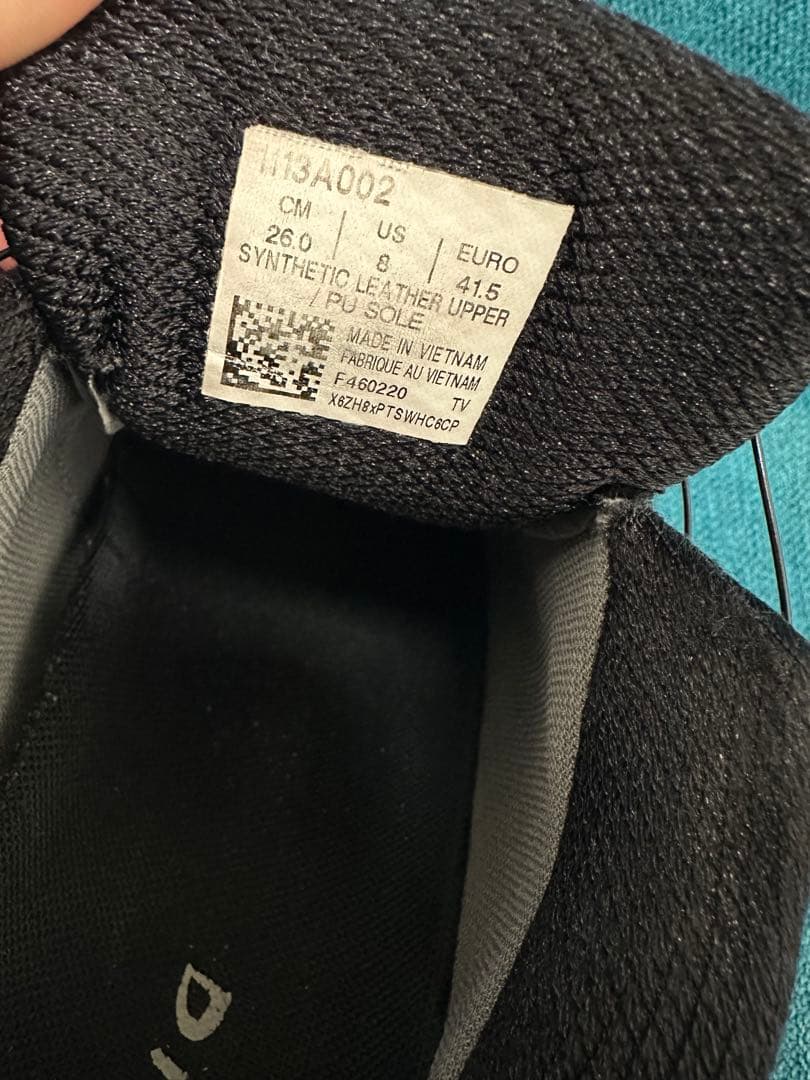 1113A002
CM | US | EURO
26.0 | 8 | 41.5
SYNTHETIC LEATHER UPPER
/ PU SOLE
MADE IN VIETNAM
FABRIQUE AU VIETNAM
F460220 TV
X6ZH8xPTSWHC6CP